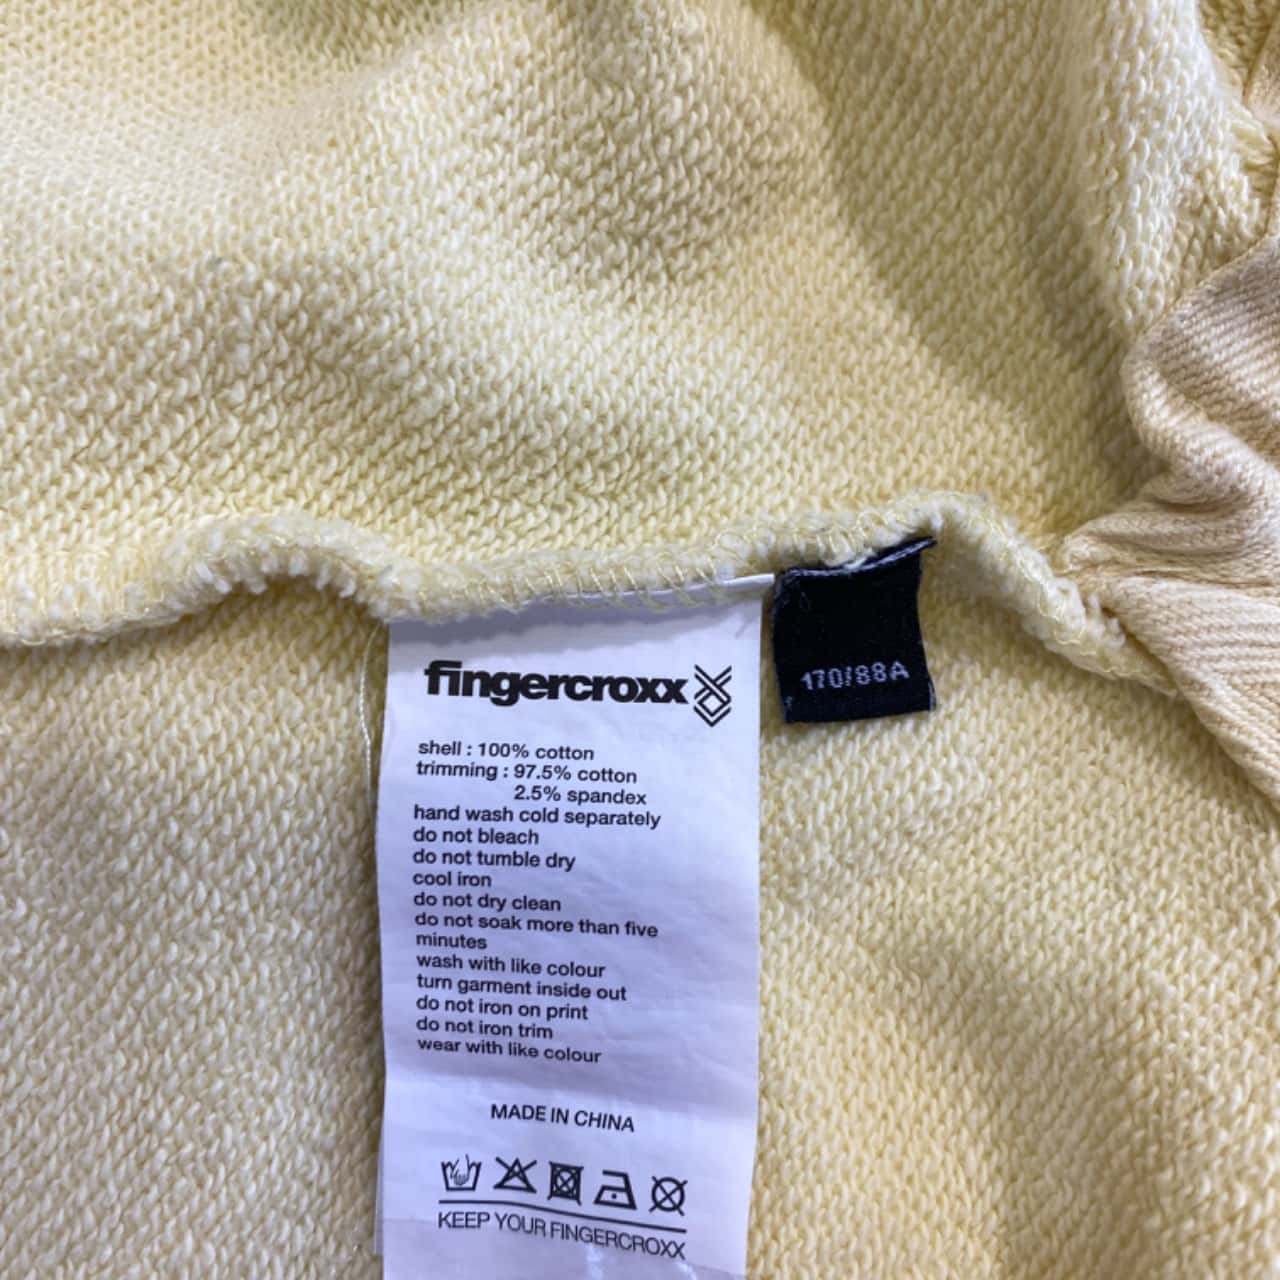 fingercroxx
170/88A
shell : 100% cotton
trimming : 97.5% cotton
2.5% spandex
hand wash cold separately
do not bleach
do not tumble dry
cool iron
do not dry clean
do not soak more than five
minutes
wash with like colour
turn garment inside out
do not iron on print
do not iron trim
wear with like colour
MADE IN CHINA
KEEP YOUR FINGERCROXX